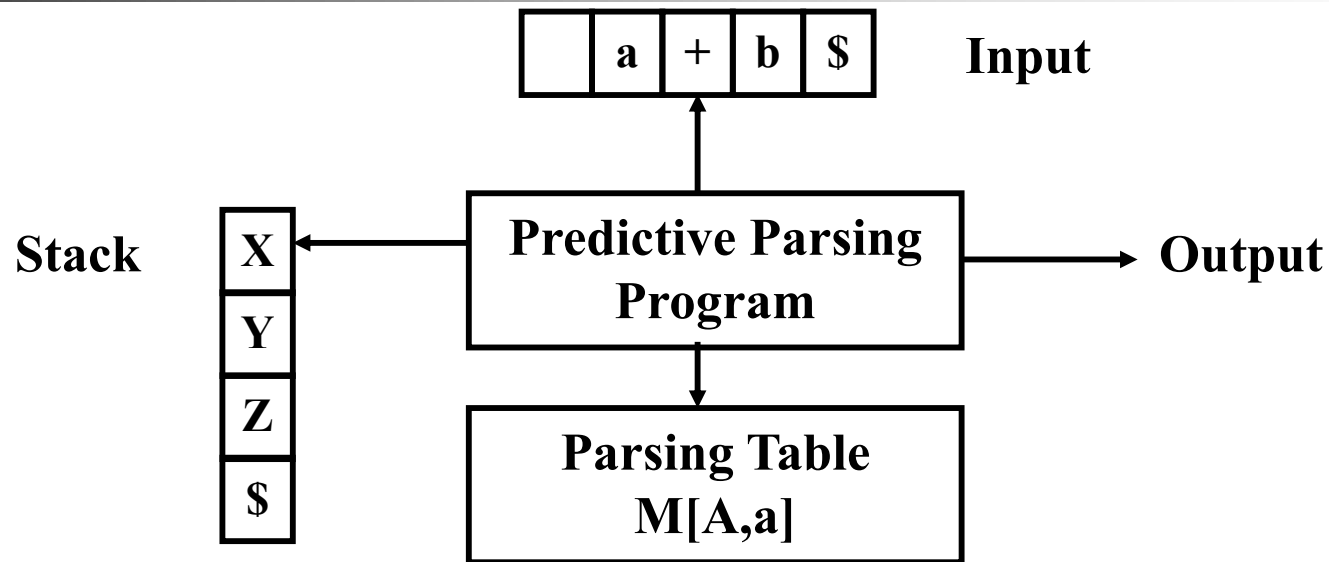 a + b $ Input
Stack
X
Y
Z
$
Predictive Parsing
Program
Output
Parsing Table
M[A,a]